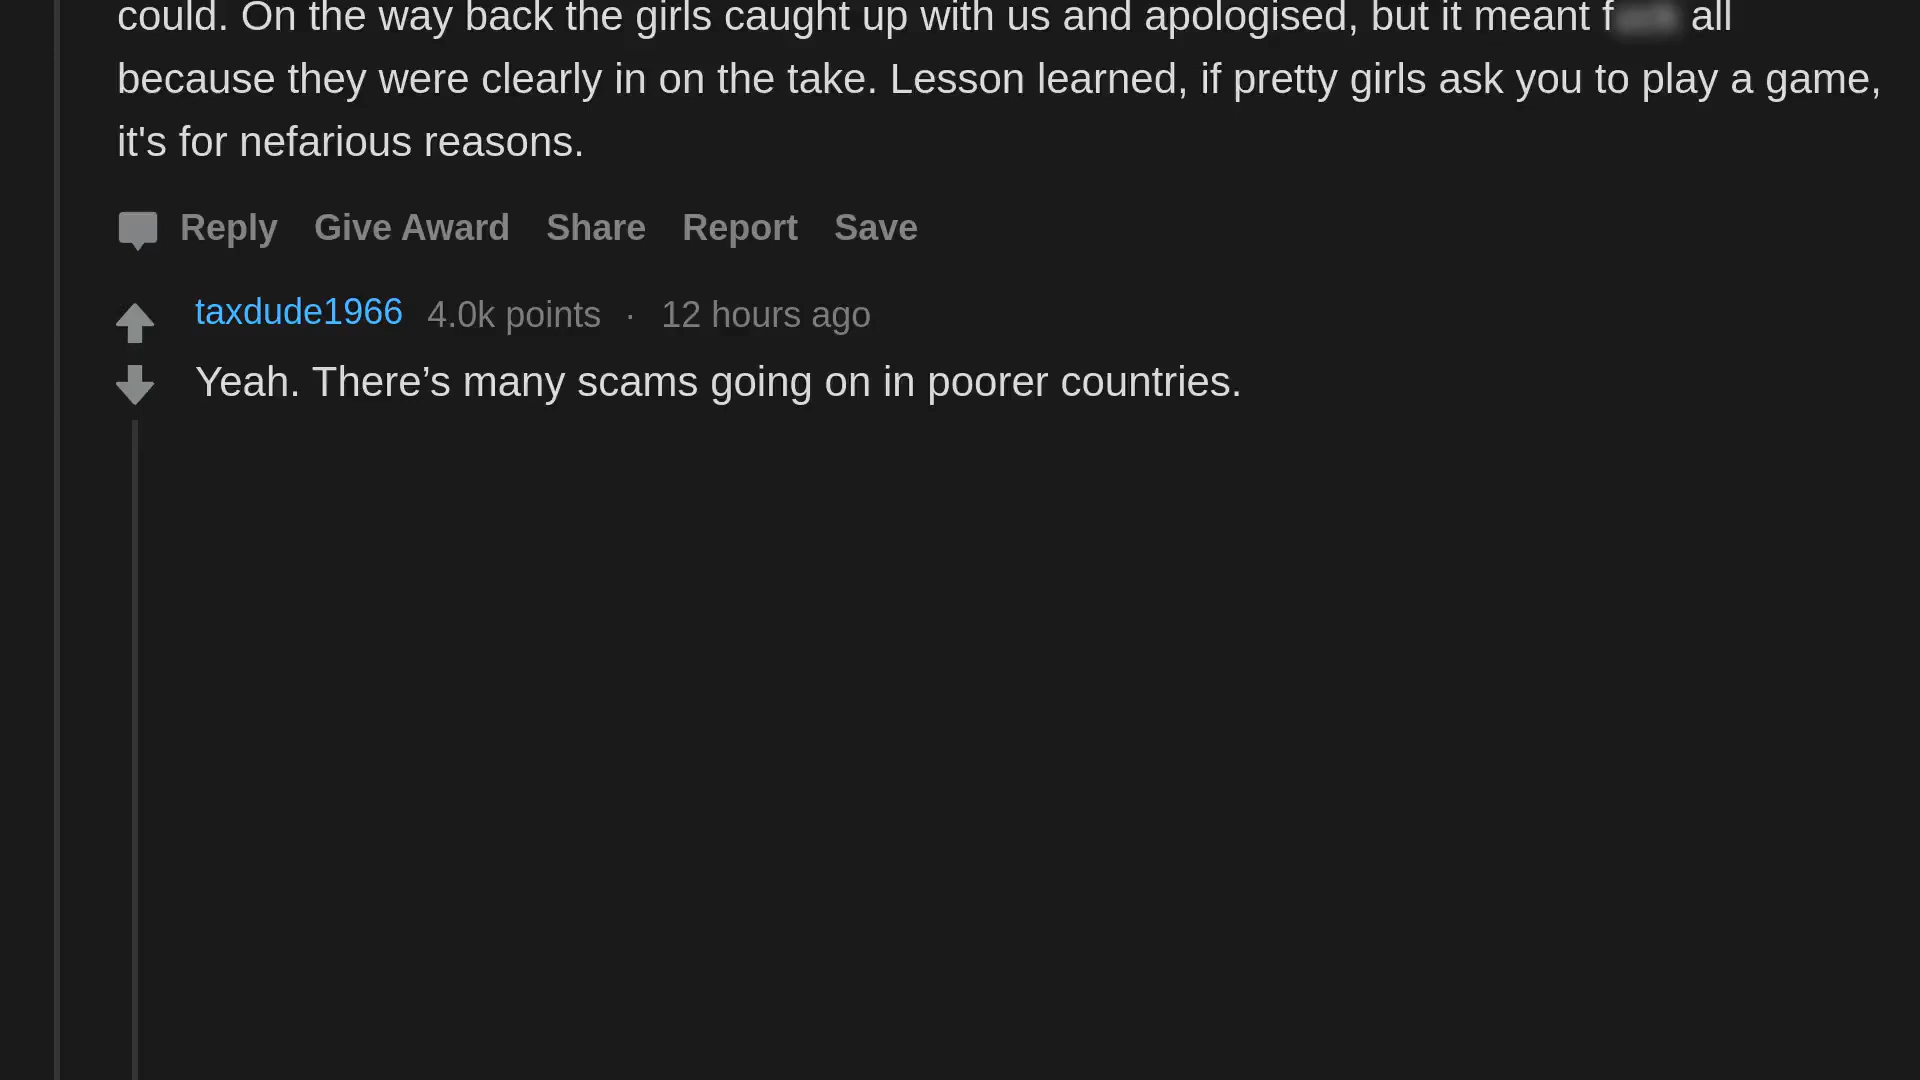 could. On the way back the girls caught up with us and apologised, but it meant f all
because they were clearly in on the take. Lesson learned, if pretty girls ask you to play a game,
it's for nefarious reasons.
Reply Give Award Share Report Save
taxdude1966 4.0k points · 12 hours ago
Yeah. There’s many scams going on in poorer countries.